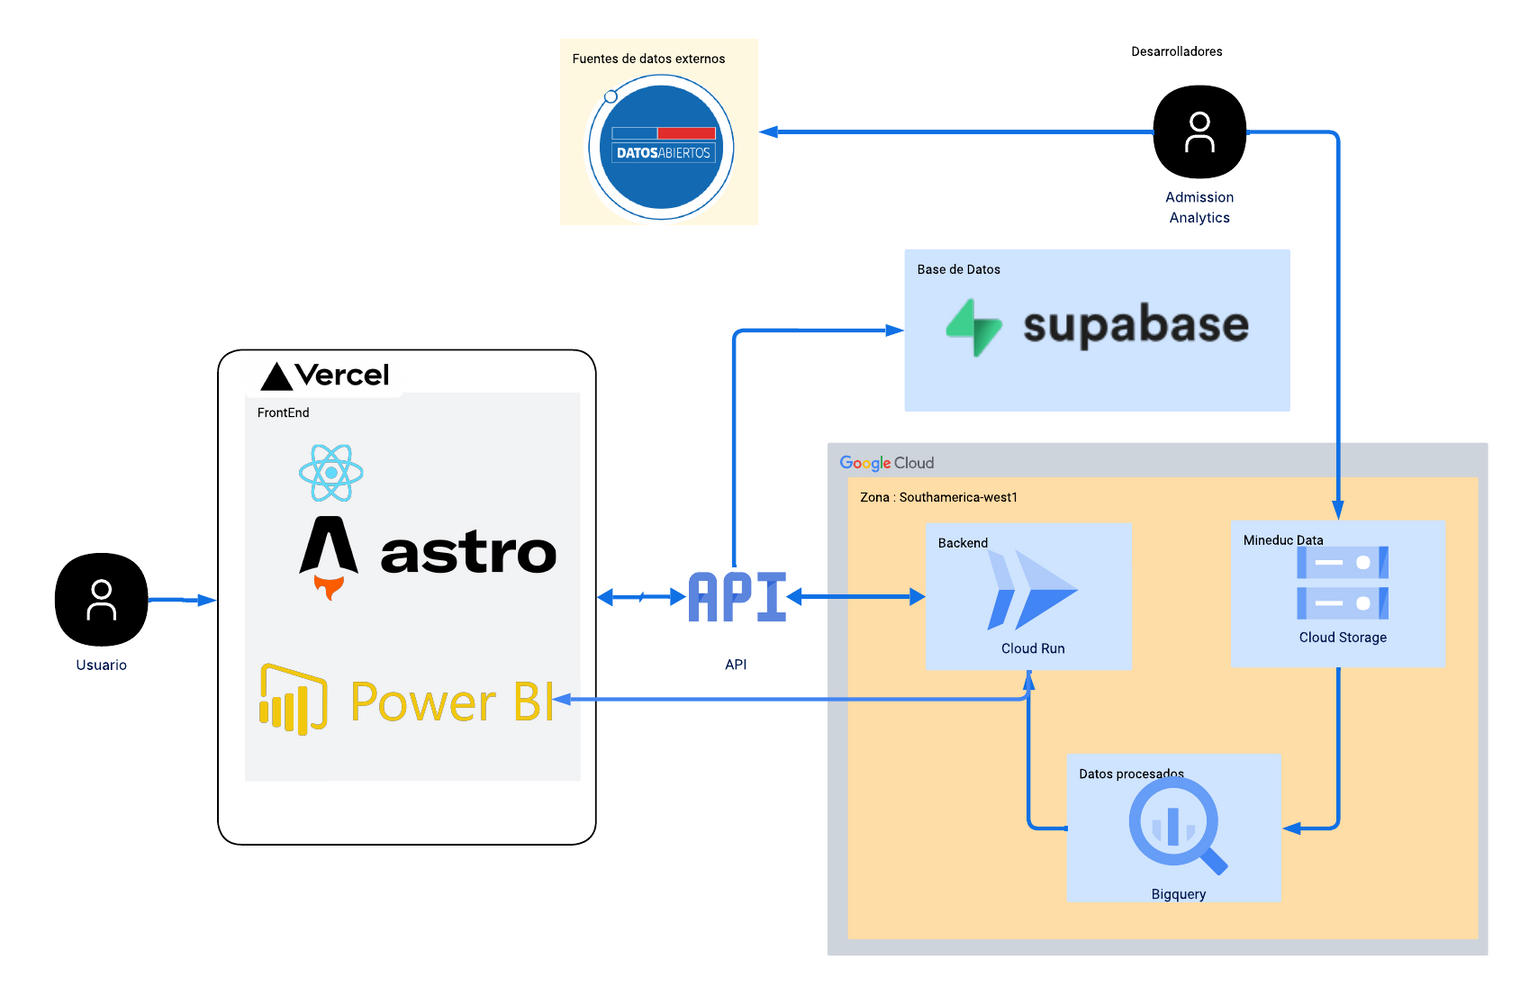 Fuentes de datos externos
DATOSABIERTOS
Desarrolladores
Admission
Analytics
Base de Datos
supabase
Vercel
FrontEnd
astro
Power BI
Usuario
API
API
Google Cloud
Zona : Southamerica-west1
Backend
Cloud Run
Mineduc Data
Cloud Storage
Datos procesados
Bigquery